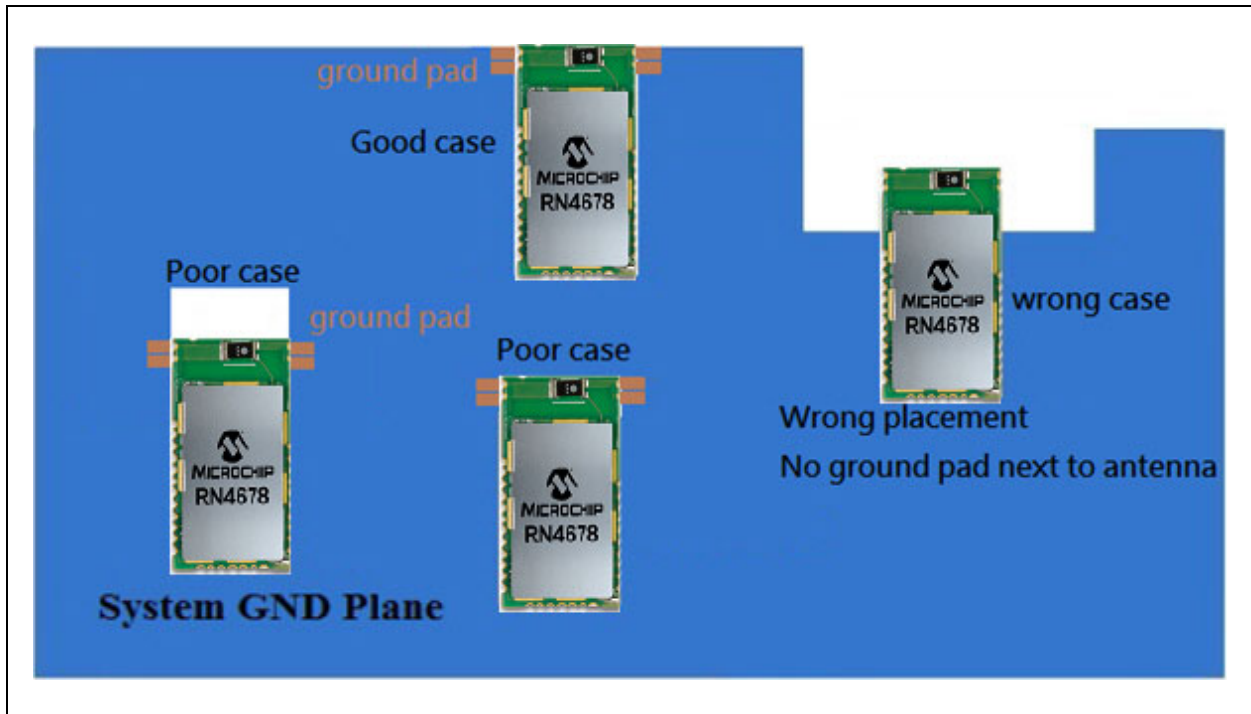 ground pad
Good case
MICROCHIP
RN4678
Poor case
ground pad
MICROCHIP
RN4678
Poor case
MICROCHIP
RN4678
MICROCHIP
RN4678
wrong case
Wrong placement
No ground pad next to antenna
System GND Plane